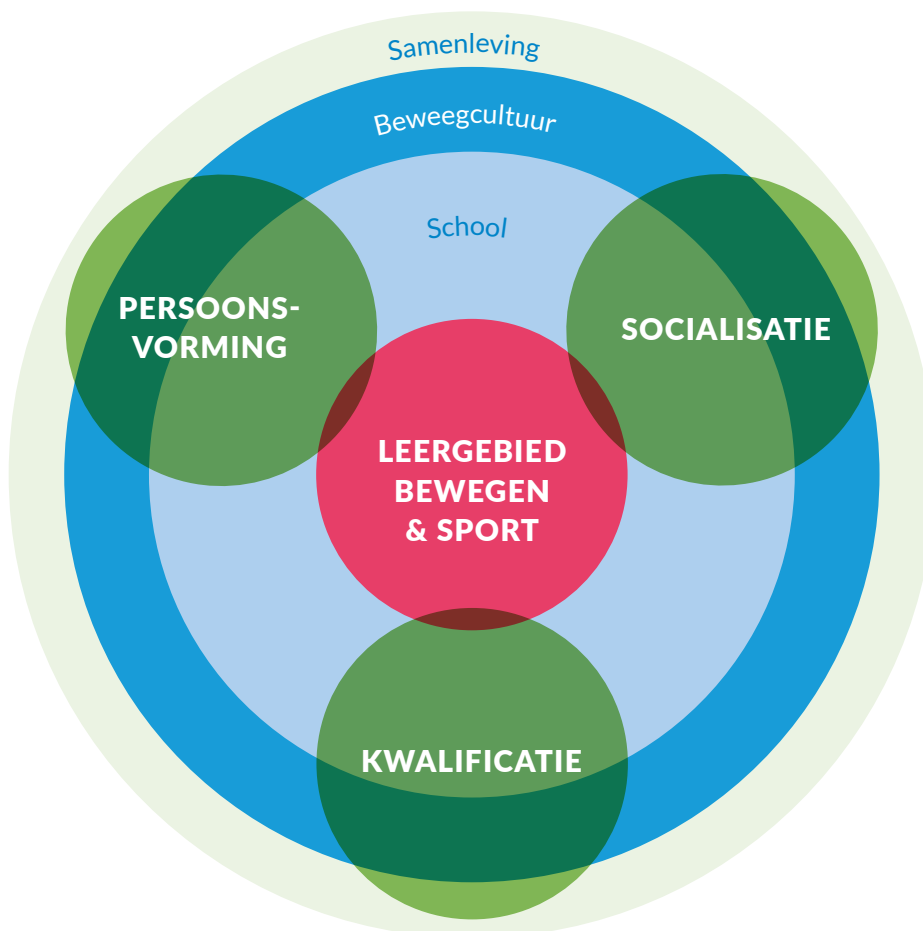 Samenleving
Beweegcultuur
School
PERSOONS-
VORMING
SOCIALISATIE
LEERGEBIED
BEWEGEN
& SPORT
KWALIFICATIE